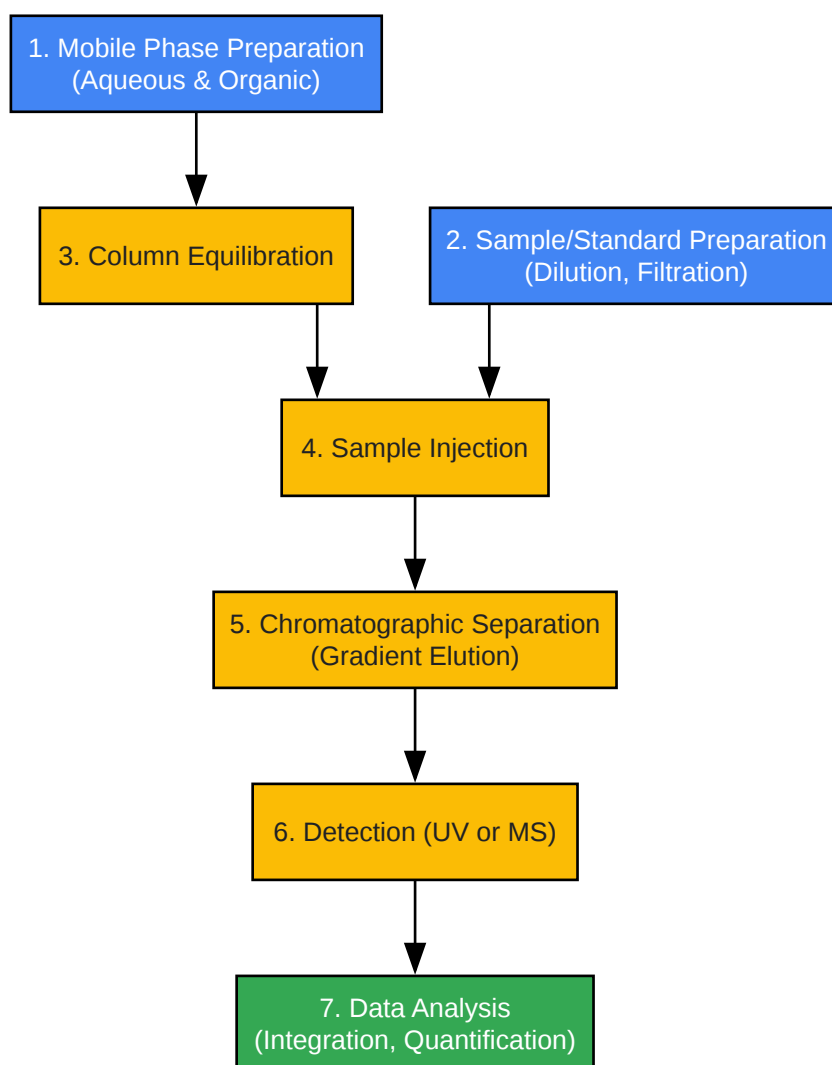 1. Mobile Phase Preparation
(Aqueous & Organic)
3. Column Equilibration
2. Sample/Standard Preparation
(Dilution, Filtration)
4. Sample Injection
5. Chromatographic Separation
(Gradient Elution)
6. Detection (UV or MS)
7. Data Analysis
(Integration, Quantification)